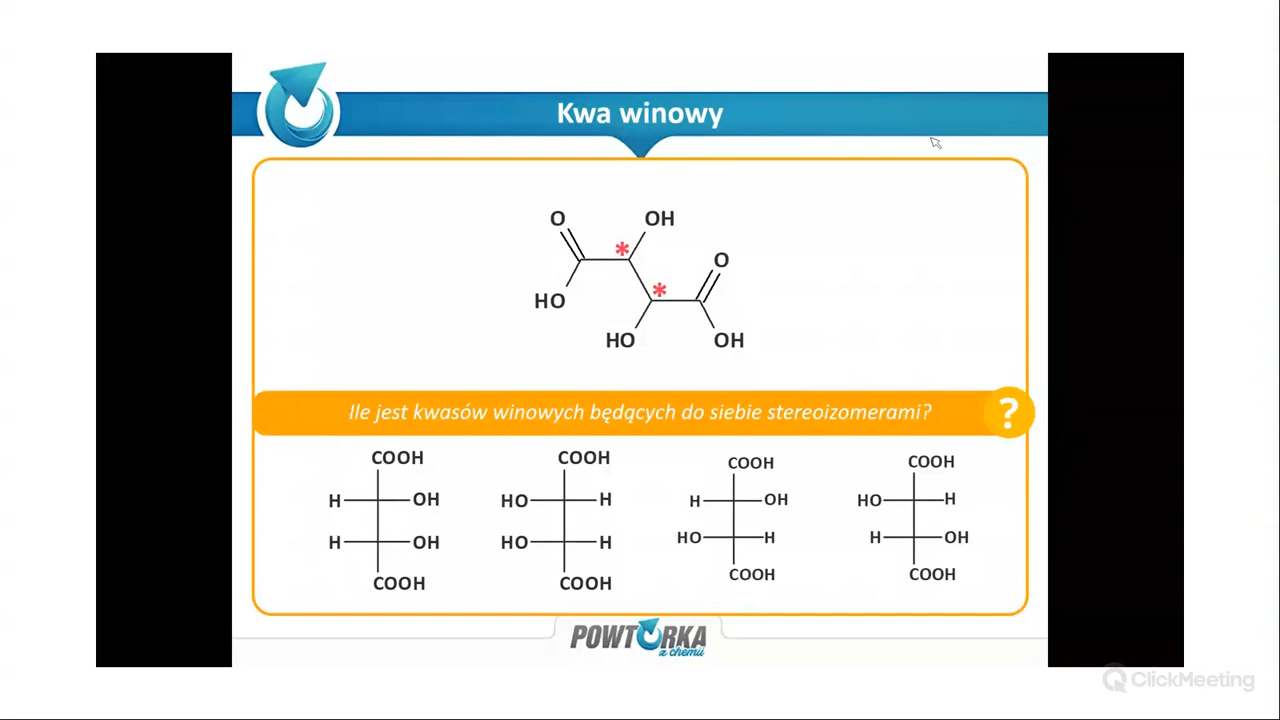 Kwa winowy
O OH
* O
HO *
HO OH
Ile jest kwasów winowych będących do siebie stereoizomerami?
?
COOH COOH COOH COOH
H OH HO H H OH HO H
H OH HO H HO H H OH
COOH COOH COOH COOH
POWTÓRKA
z chemii
ClickMeeting